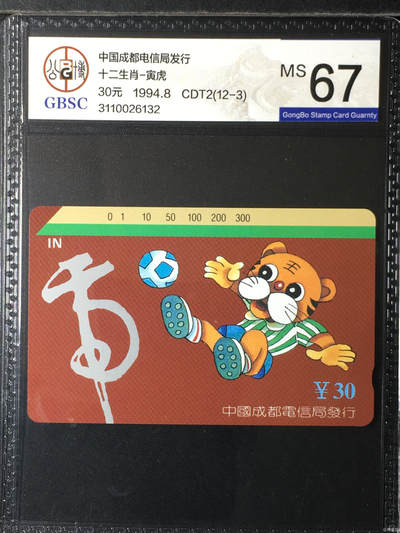 中国成都电信局发行
十二生肖-寅虎
30元 1994.8 CDT2(12-3)
3110026132
GBSC
MS 67
GongBo Stamp Card Guarnty
0 1 10 50 100 200 300
IN
虎
王
¥30
中國成都電信局發行